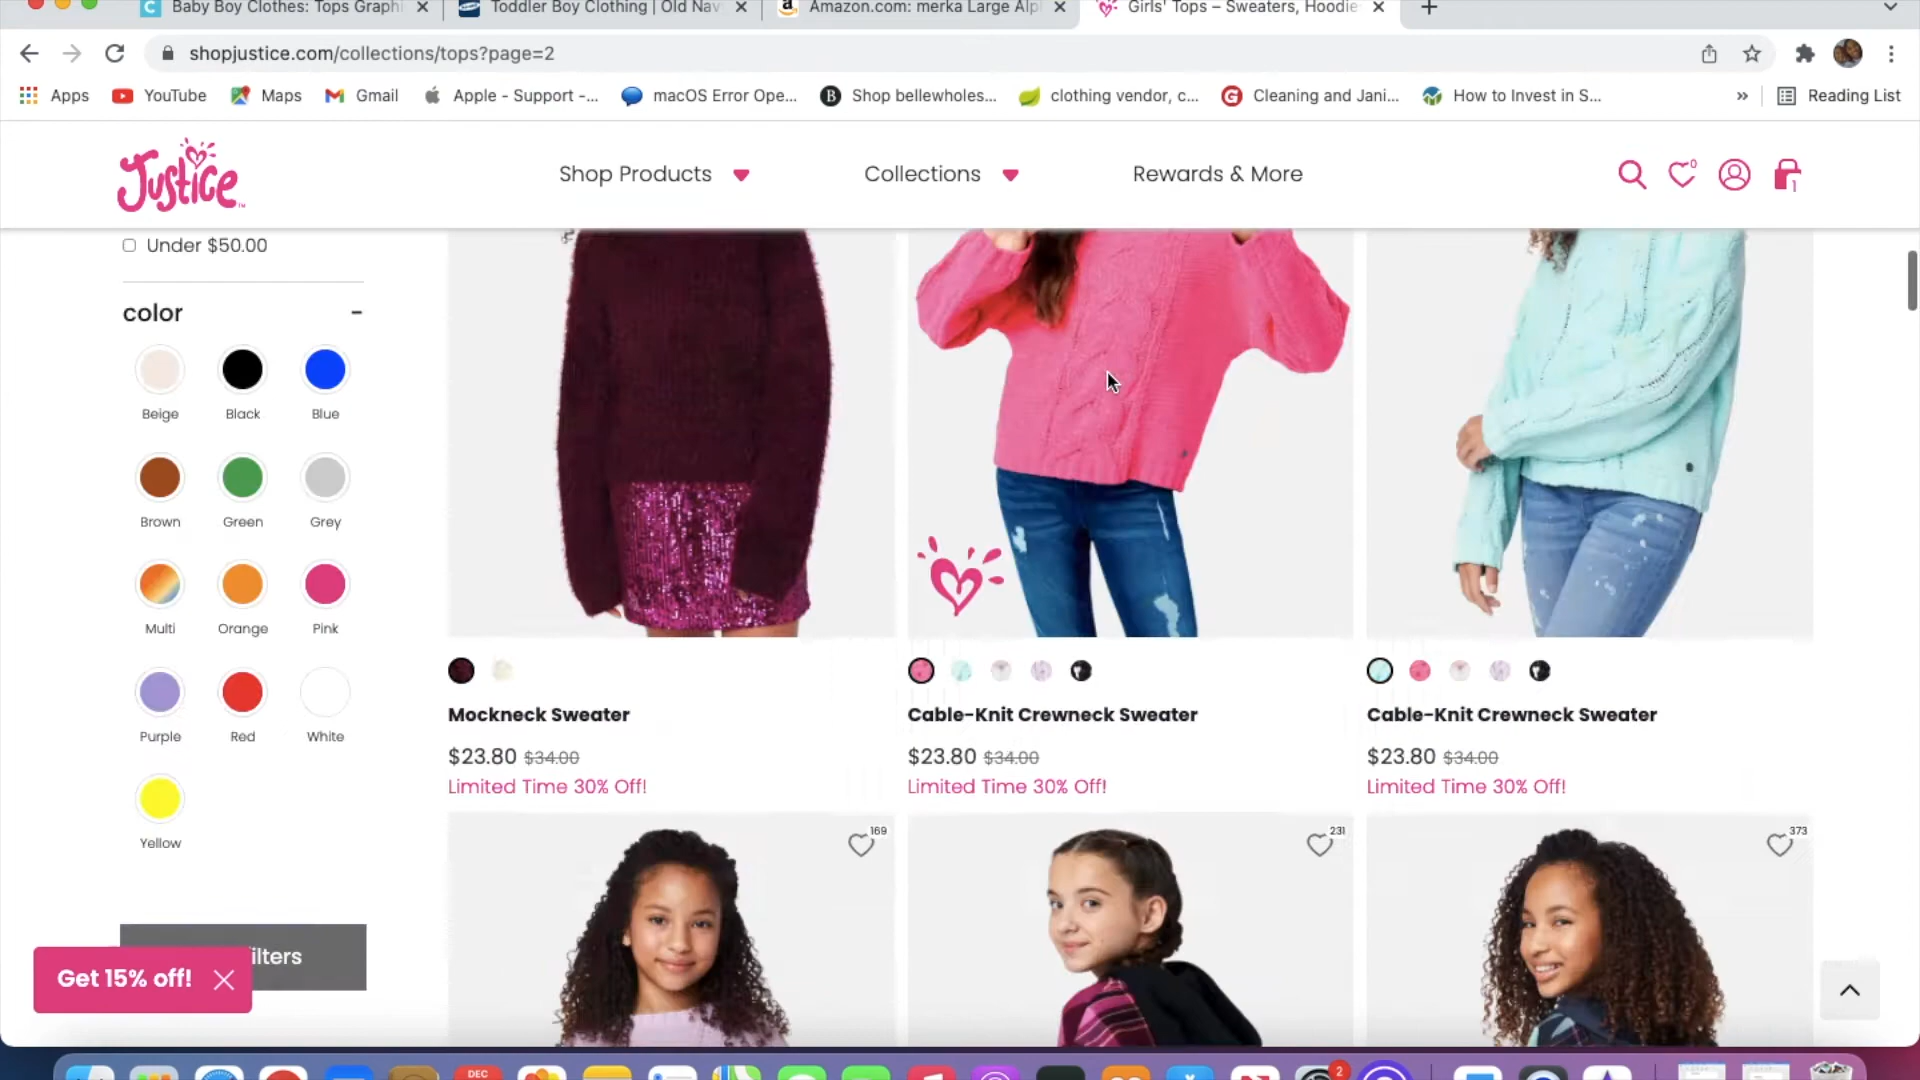 Baby Boy Clothes: Tops Graphi
Toddler Boy Clothing | Old Nav
Amazon.com: merka Large Alp
Girls' Tops – Sweaters, Hoodie
shopjustice.com/collections/tops?page=2
Apps
YouTube
Maps
Gmail
Apple - Support -...
macOS Error Ope...
Shop bellewholes...
clothing vendor, c...
Cleaning and Jani...
How to Invest in S...
»
Reading List
Justice™
Shop Products
Collections
Rewards & More
0
1
Under $50.00
color
-
Beige
Black
Blue
Brown
Green
Grey
Multi
Orange
Pink
Purple
Red
White
Yellow
ilters
Get 15% off!
Mockneck Sweater
$23.80 $34.00
Limited Time 30% Off!
Cable-Knit Crewneck Sweater
$23.80 $34.00
Limited Time 30% Off!
Cable-Knit Crewneck Sweater
$23.80 $34.00
Limited Time 30% Off!
169
231
373
DEC
2